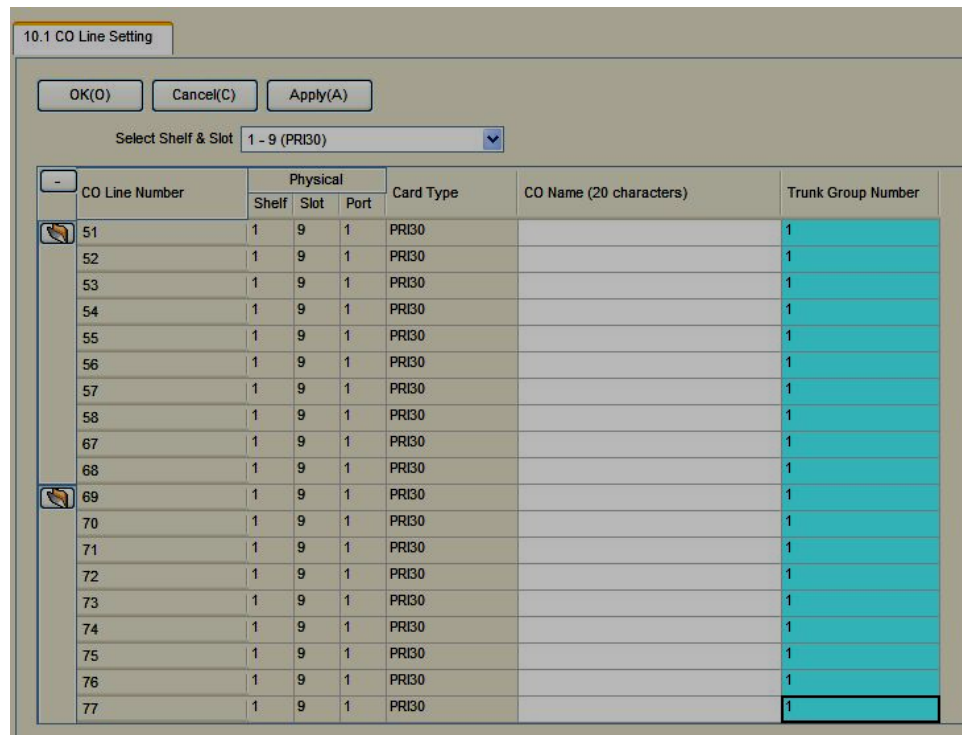 10.1 CO Line Setting
OK(O) Cancel(C) Apply(A)
Select Shelf & Slot 1 - 9 (PRI30)
- CO Line Number Physical Card Type CO Name (20 characters) Trunk Group Number
Shelf Slot Port
51 1 9 1 PRI30 1
52 1 9 1 PRI30 1
53 1 9 1 PRI30 1
54 1 9 1 PRI30 1
55 1 9 1 PRI30 1
56 1 9 1 PRI30 1
57 1 9 1 PRI30 1
58 1 9 1 PRI30 1
67 1 9 1 PRI30 1
68 1 9 1 PRI30 1
69 1 9 1 PRI30 1
70 1 9 1 PRI30 1
71 1 9 1 PRI30 1
72 1 9 1 PRI30 1
73 1 9 1 PRI30 1
74 1 9 1 PRI30 1
75 1 9 1 PRI30 1
76 1 9 1 PRI30 1
77 1 9 1 PRI30 1